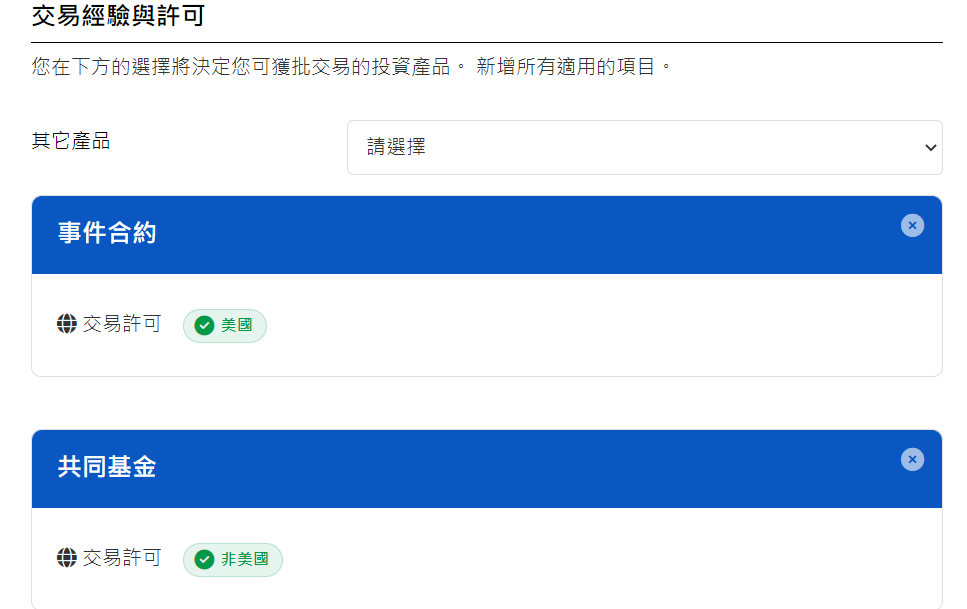 交易經驗與許可
您在下方的選擇將決定您可獲批交易的投資產品。 新增所有適用的項目。
其它產品
請選擇
事件合約
交易許可
美國
共同基金
交易許可
非美國